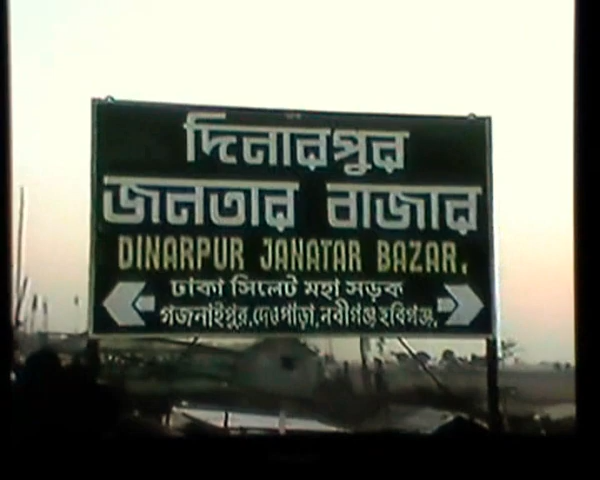 দিনারপুর
জনতার বাজার
DINARPUR JANATAR BAZAR.
ঢাকা সিলেট মহা সড়ক
গজনাইপুর, দেওপাড়া, নবীগঞ্জ হবিগঞ্জ.